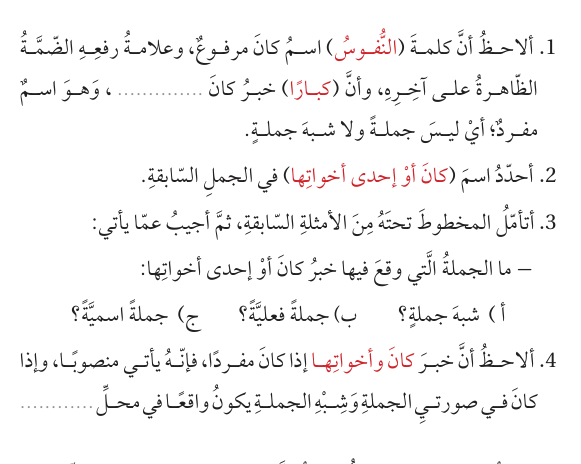 1. ألاحظُ أنَّ كلمةَ (النُّفوسُ) اسمُ كانَ مرفوعٌ، وعلامةُ رفعِهِ الضّمَّةُ
الظّاهرةُ على آخِرِهِ، وأنَّ (كبارًا) خبرُ كانَ .............. ، وَهوَ اسمٌ
مفردٌ؛ أيْ ليسَ جملةً ولا شبهَ جملةٍ.
2. أحدّدُ اسمَ (كانَ أوْ إحدى أخواتِها) في الجملِ السّابقةِ.
3. أتأمّلُ المخطوطَ تحتَهُ مِنَ الأمثلةِ السّابقةِ، ثمَّ أجيبُ عمّا يأتي:
– ما الجملةُ الَّتي وقعَ فيها خبرُ كانَ أوْ إحدى أخواتِها:
أ ) شبهَ جملةٍ؟ ب) جملةً فعليَّةً؟ ج) جملةً اسميَّةً؟
4. ألاحظُ أنَّ خبرَ كانَ وأخواتِها إذا كانَ مفردًا، فإنّهُ يأتي منصوبًا، وإذا
كانَ في صورتيِ الجملةِ وَشِبْهِ الجملةِ يكونُ واقعًا في محلِّ ............